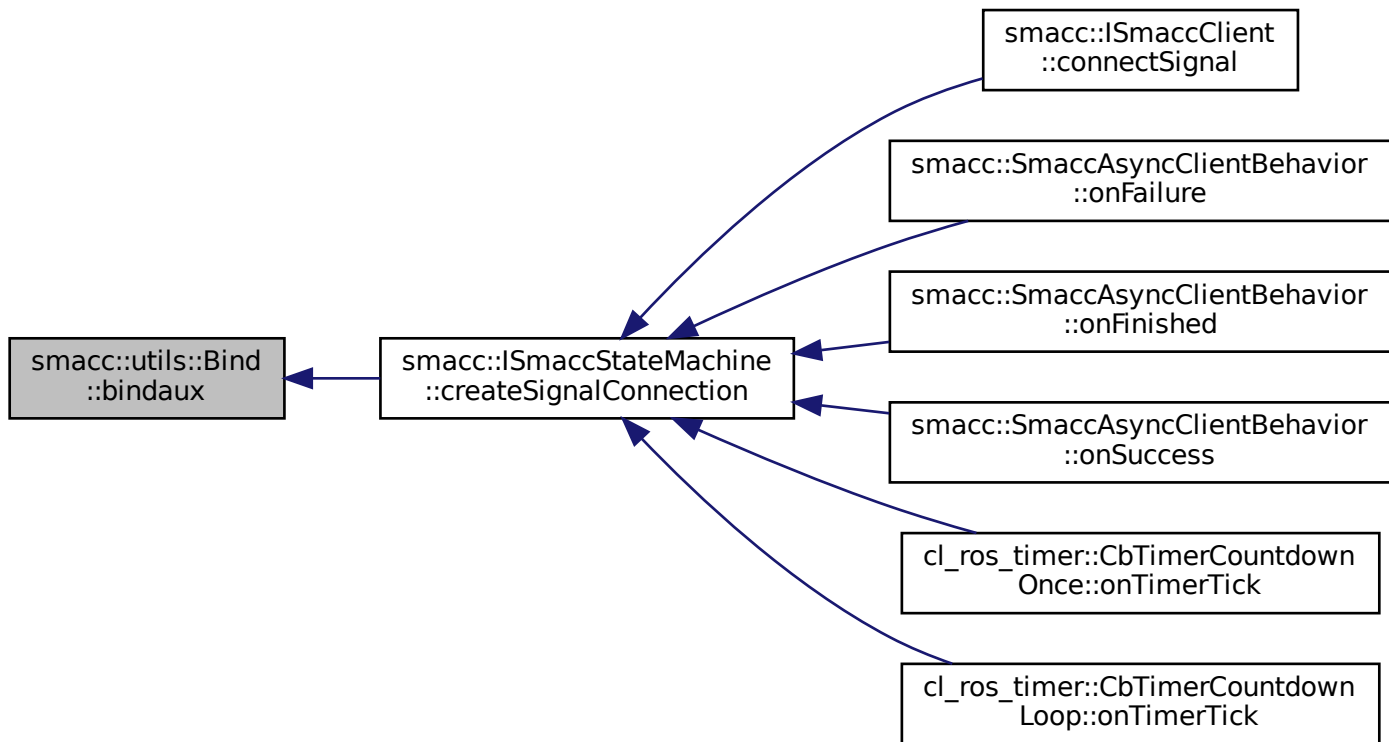 smacc::ISmaccClient
::connectSignal
smacc::SmaccAsyncClientBehavior
::onFailure
smacc::SmaccAsyncClientBehavior
::onFinished
smacc::utils::Bind
::bindaux
smacc::ISmaccStateMachine
::createSignalConnection
smacc::SmaccAsyncClientBehavior
::onSuccess
cl_ros_timer::CbTimerCountdown
Once::onTimerTick
cl_ros_timer::CbTimerCountdown
Loop::onTimerTick